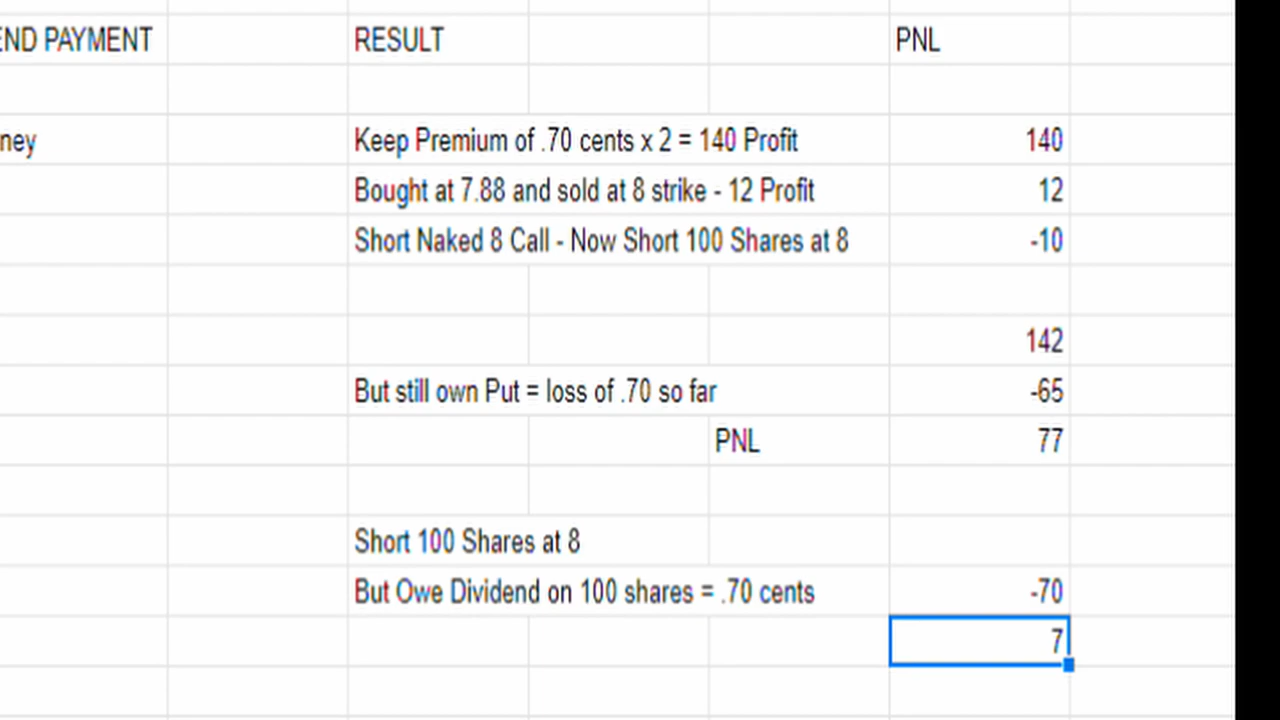 END PAYMENT RESULT PNL
ney Keep Premium of .70 cents x 2 = 140 Profit 140
Bought at 7.88 and sold at 8 strike - 12 Profit 12
Short Naked 8 Call - Now Short 100 Shares at 8 -10
142
But still own Put = loss of .70 so far -65
PNL 77
Short 100 Shares at 8
But Owe Dividend on 100 shares = .70 cents -70
7